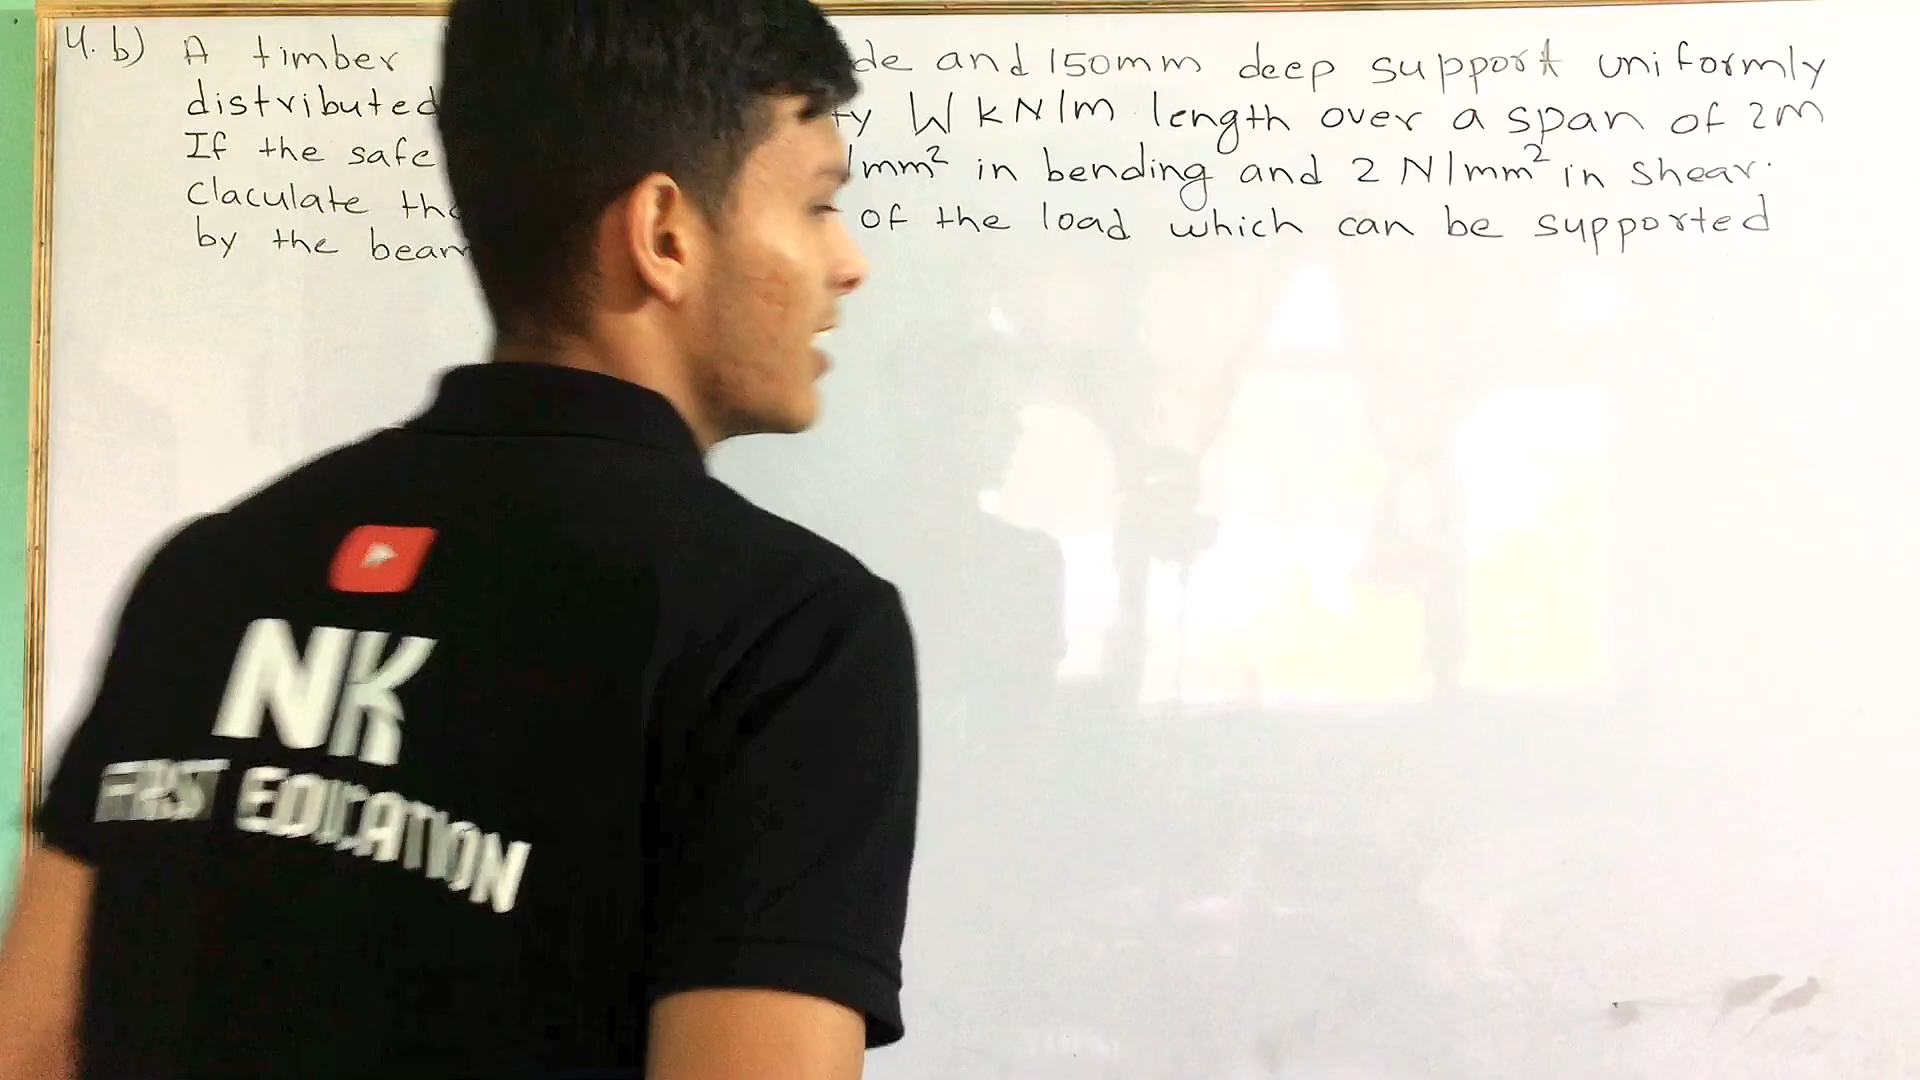 4. b) A timber de and 150mm deep support uniformly
distributed ty W kN/m length over a span of 2m
If the safe /mm² in bending and 2 N/mm² in shear.
Claculate the of the load which can be supported
by the beam
NK
FIRST EDUCATION